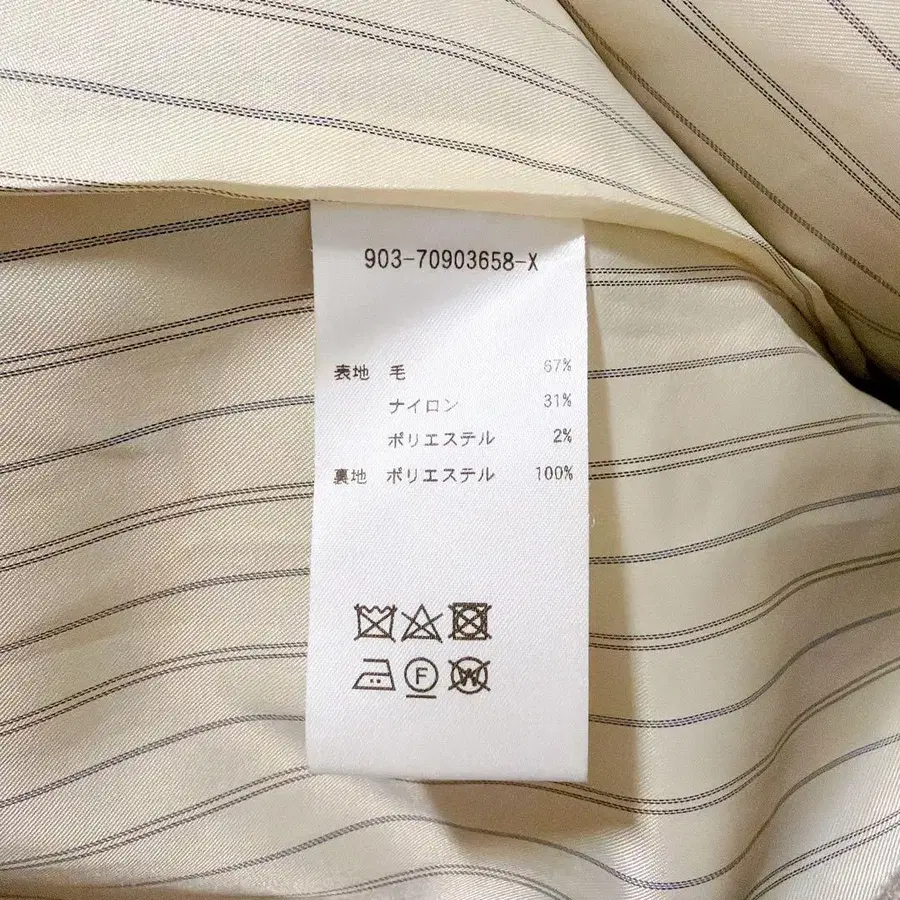 903-70903658-X
表地 毛 67%
ナイロン 31%
ポリエステル 2%
裏地 ポリエステル 100%
F W